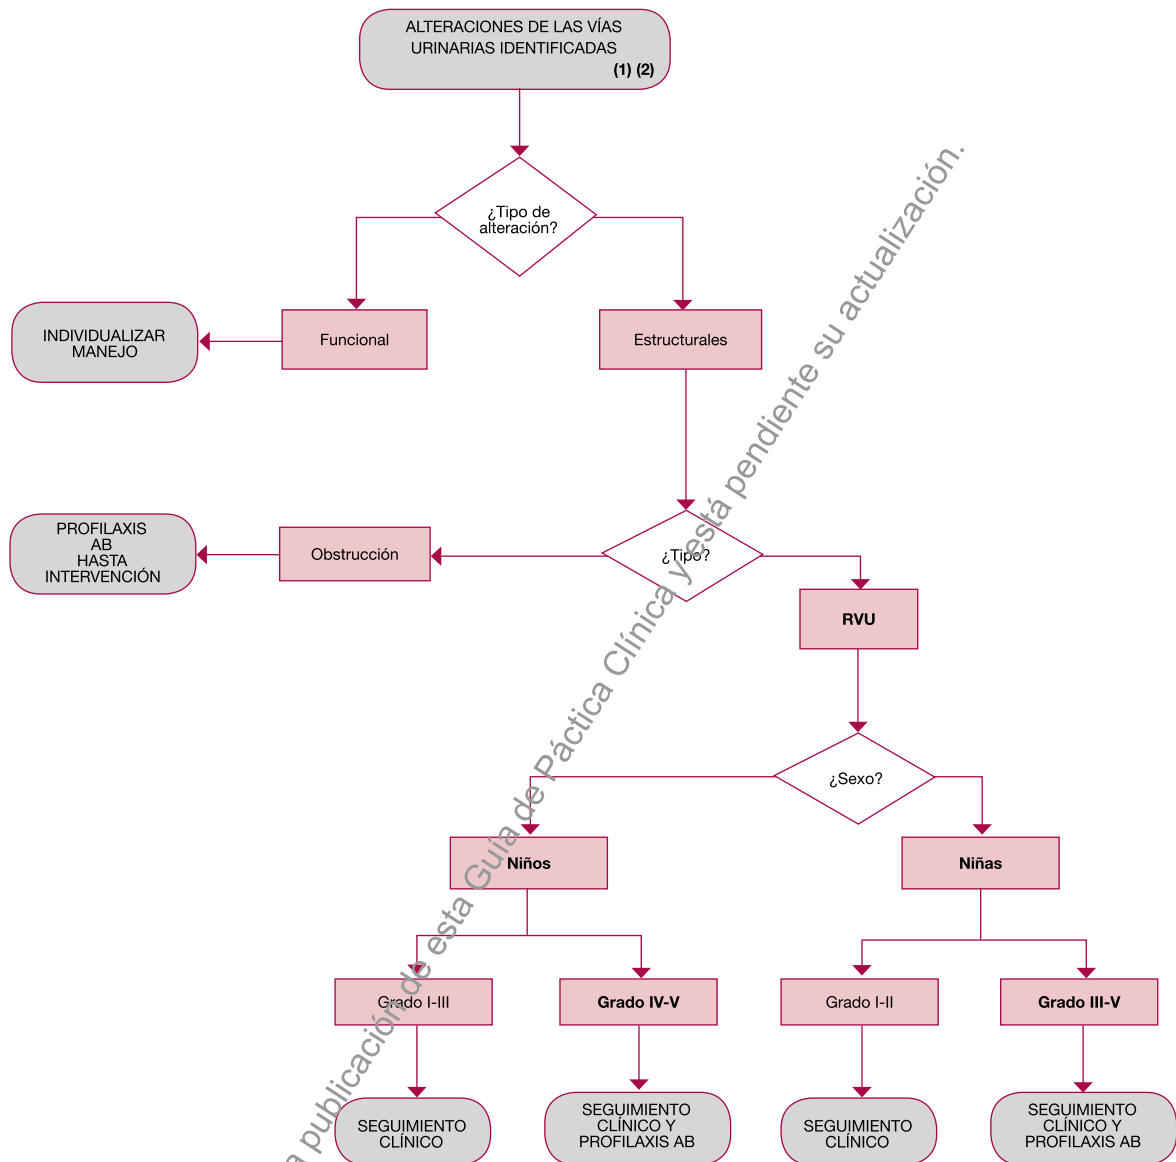 ALTERACIONES DE LAS VÍAS
URINARIAS IDENTIFICADAS
(1) (2)
¿Tipo de
alteración?
INDIVIDUALIZAR
MANEJO
Funcional
Estructurales
PROFILAXIS
AB
HASTA
INTERVENCIÓN
Obstrucción
¿Tipo?
RVU
¿Sexo?
Niños
Niñas
Grado I-III
Grado IV-V
Grado I-II
Grado III-V
SEGUIMIENTO
CLÍNICO
SEGUIMIENTO
CLÍNICO Y
PROFILAXIS AB
SEGUIMIENTO
CLÍNICO
SEGUIMIENTO
CLÍNICO Y
PROFILAXIS AB
publicación de esta Guía de Páctica Clínica y está pendiente su actualización.